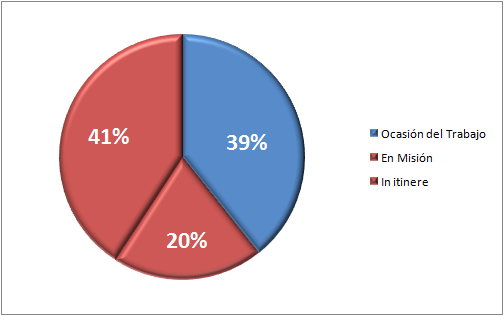 41%
39%
20%
Ocasión del Trabajo
En Misión
In itinere